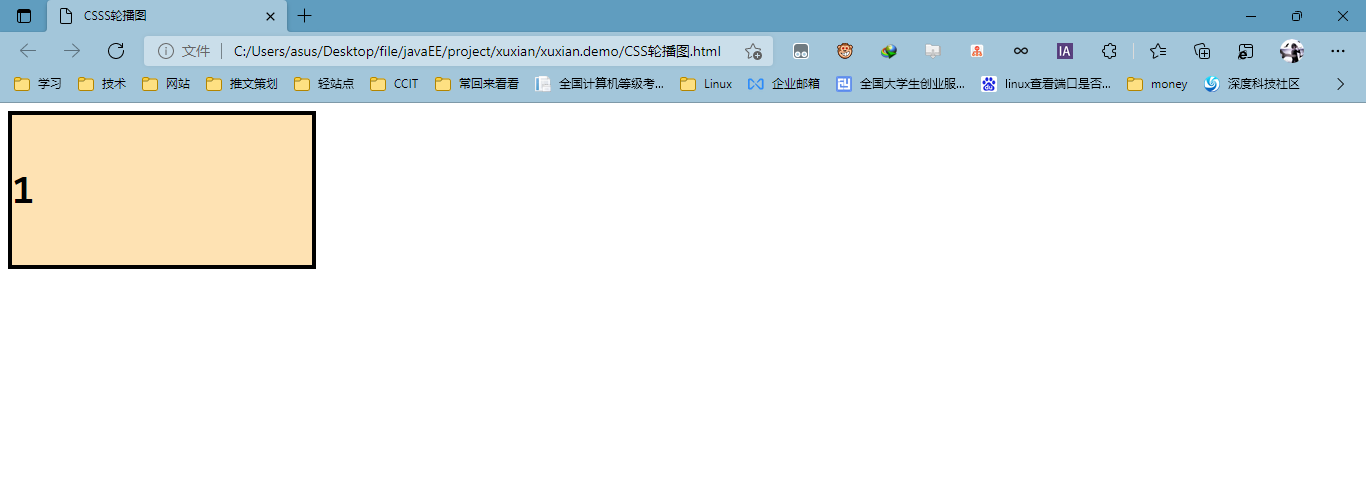 CSSS轮播图
文件 C:/Users/asus/Desktop/file/javaEE/project/xuxian/xuxian.demo/CSS轮播图.html IA
学习 技术 网站 推文策划 轻站点 CCIT 常回来看看 全国计算机等级考... Linux 企业邮箱 全国大学生创业服... linux查看端口是否... money 深度科技社区
1